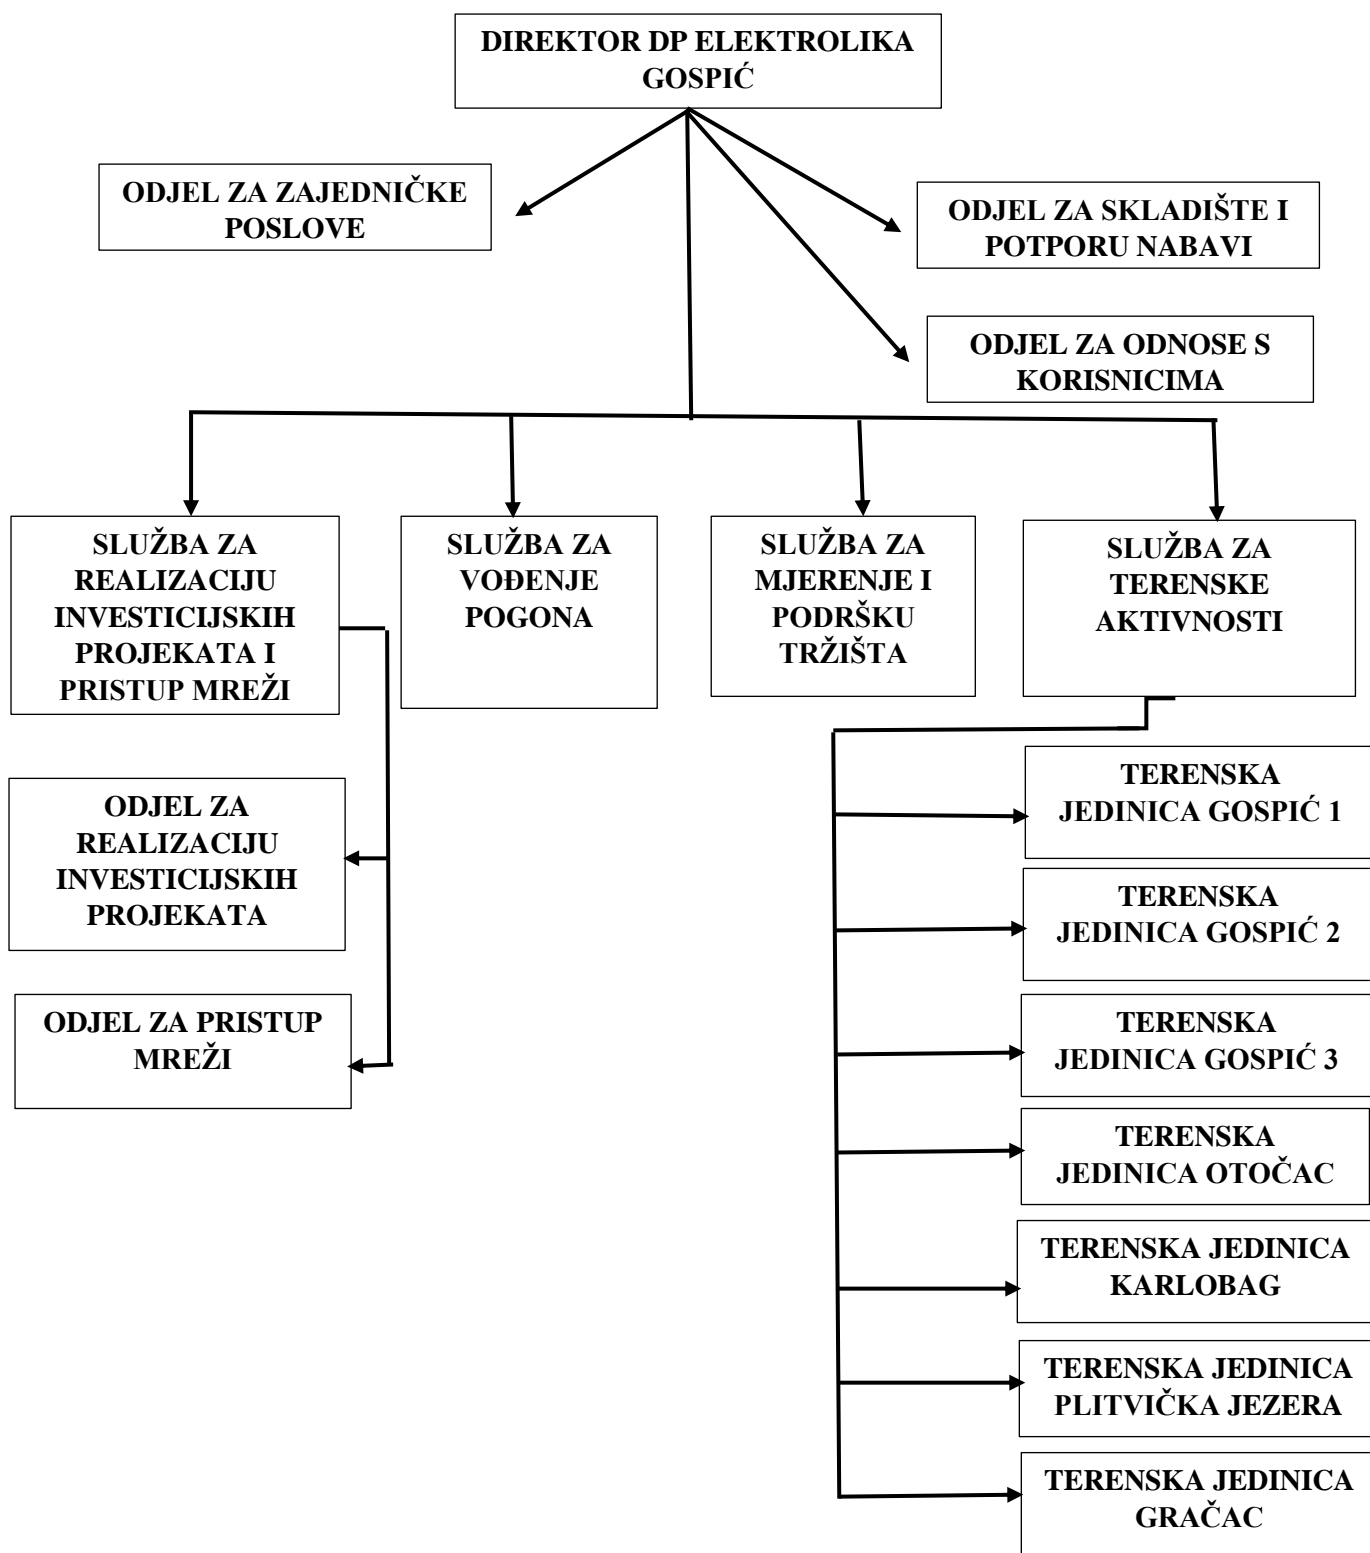 DIREKTOR DP ELEKTROLIKA
GOSPIĆ
ODJEL ZA ZAJEDNIČKE
POSLOVE
ODJEL ZA SKLADIŠTE I
POTPORU NABAVI
ODJEL ZA ODNOSE S
KORISNICIMA
SLUŽBA ZA
REALIZACIJU
INVESTICIJSKIH
PROJEKATA I
PRISTUP MREŽI
SLUŽBA ZA
VOĐENJE
POGONA
SLUŽBA ZA
MJERENJE I
PODRŠKU
TRŽIŠTA
SLUŽBA ZA
TERENSKE
AKTIVNOSTI
ODJEL ZA
REALIZACIJU
INVESTICIJSKIH
PROJEKATA
ODJEL ZA PRISTUP
MREŽI
TERENSKA
JEDINICA GOSPIĆ 1
TERENSKA
JEDINICA GOSPIĆ 2
TERENSKA
JEDINICA GOSPIĆ 3
TERENSKA
JEDINICA OTOČAC
TERENSKA JEDINICA
KARLOBAG
TERENSKA JEDINICA
PLITVIČKA JEZERA
TERENSKA JEDINICA
GRAČAC